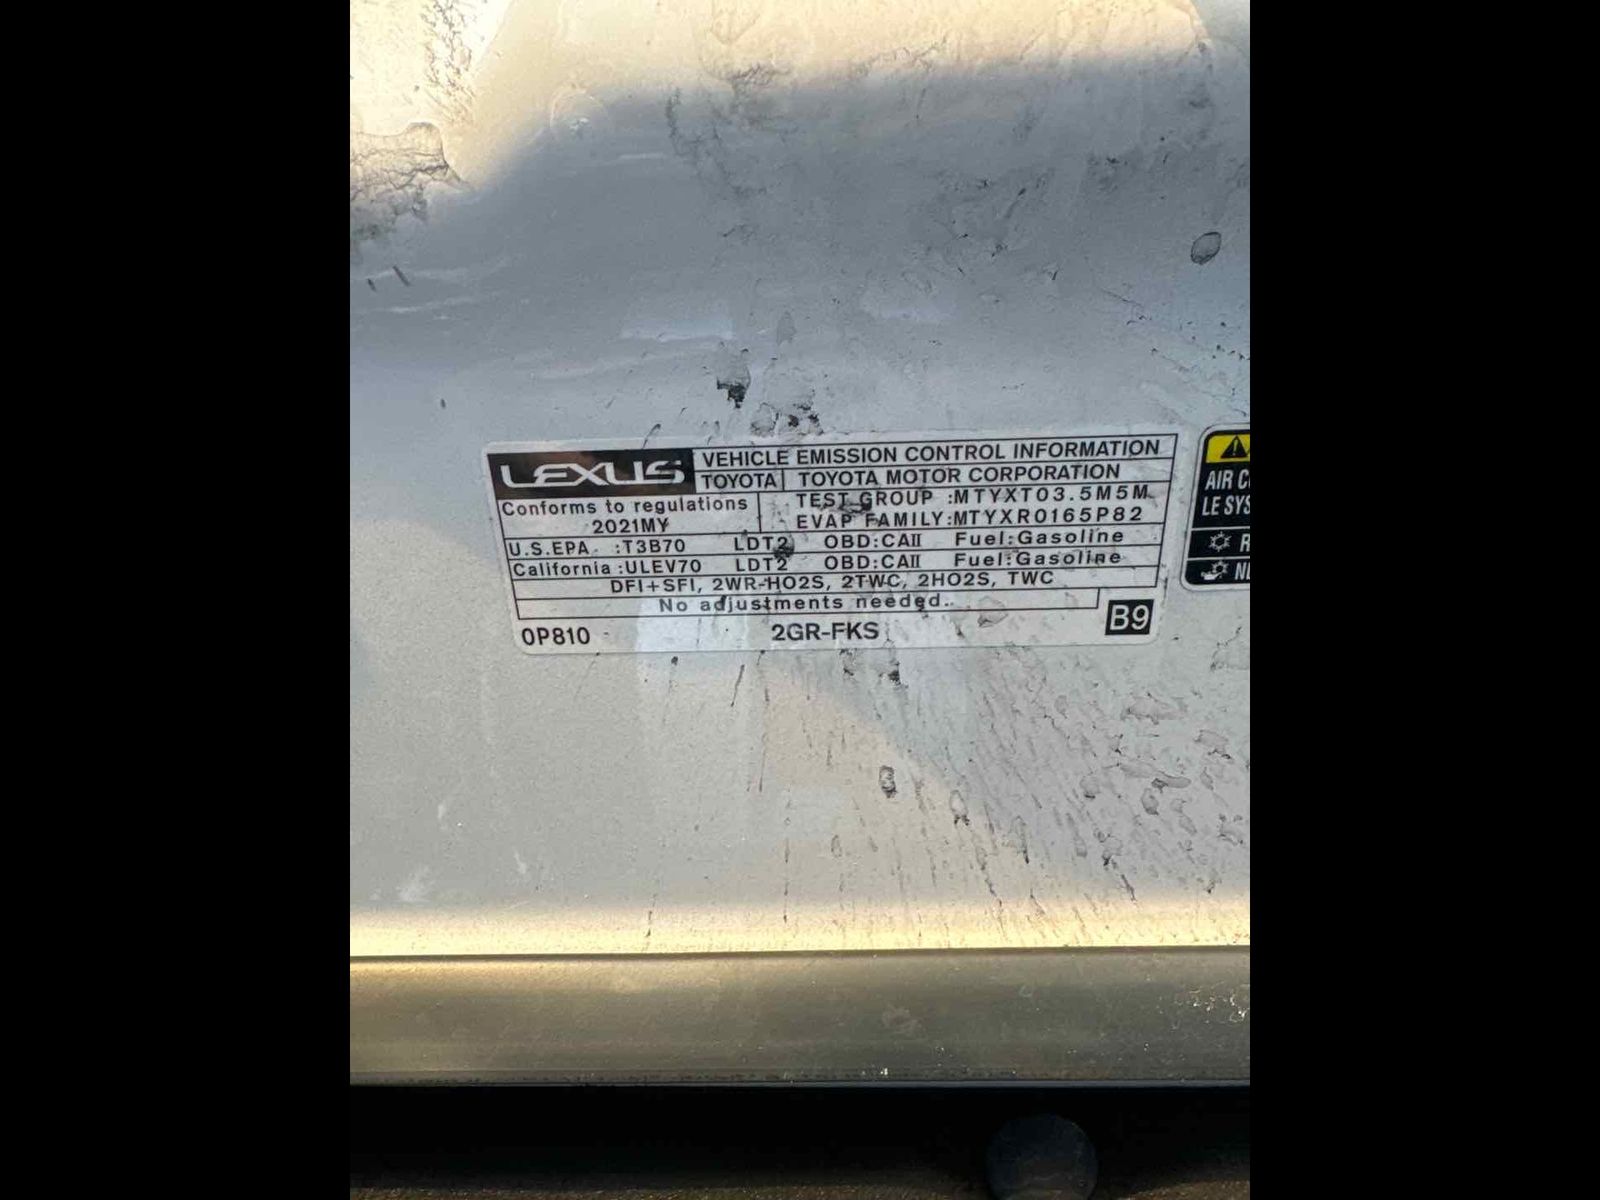 LEXUS
VEHICLE EMISSION CONTROL INFORMATION
TOYOTA TOYOTA MOTOR CORPORATION
Conforms to regulations
2021MY
TEST GROUP :MTYXT03.5M5M
EVAP FAMILY:MTYXR0165P82
U.S.EPA :T3B70 LDT2 OBD:CAII Fuel:Gasoline
California :ULEV70 LDT2 OBD:CAII Fuel:Gasoline
DFI+SFI, 2WR-HO2S, 2TWC, 2HO2S, TWC
No adjustments needed.
0P810 2GR-FKS B9
AIR C
LE SYS
R